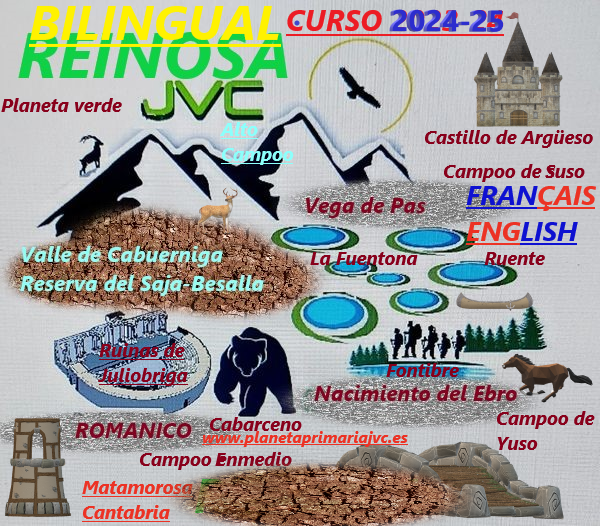 BILINGUAL
REINOSA
CURSO 2024-25
Planeta verde
JVC
Alto
Campoo
Castillo de Argüeso
Campoo de Suso
Vega de Pas
FRANÇAIS
ENGLISH
Valle de Cabuerniga
Reserva del Saja-Besalla
La Fuentona
Ruente
Ruinas de
Juliobriga
Fontibre
Nacimiento del Ebro
Cabarceno
ROMANICO
www.planetaprimariajvc.es
Campoo de
Yuso
Campoo Enmedio
Matamorosa
Cantabria